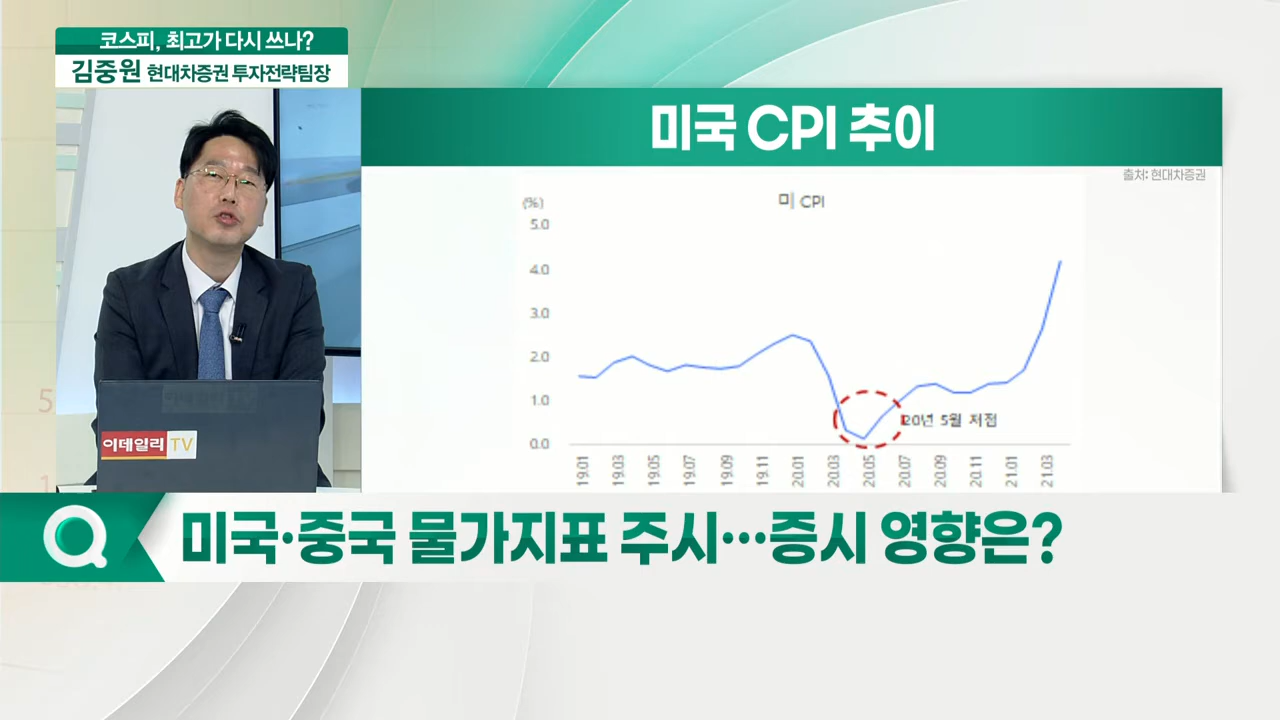 코스피, 최고가 다시 쓰나?
김중원 현대차증권 투자전략팀장
미국 CPI 추이
출처: 현대차증권
미 CPI
(%)
5.0
4.0
3.0
2.0
1.0
0.0
20년 5월 저점
19.01 19.03 19.05 19.07 19.09 19.11 20.01 20.03 20.05 20.07 20.09 20.11 21.01 21.03
이데일리 TV
5
1
미국·중국 물가지표 주시…증시 영향은?